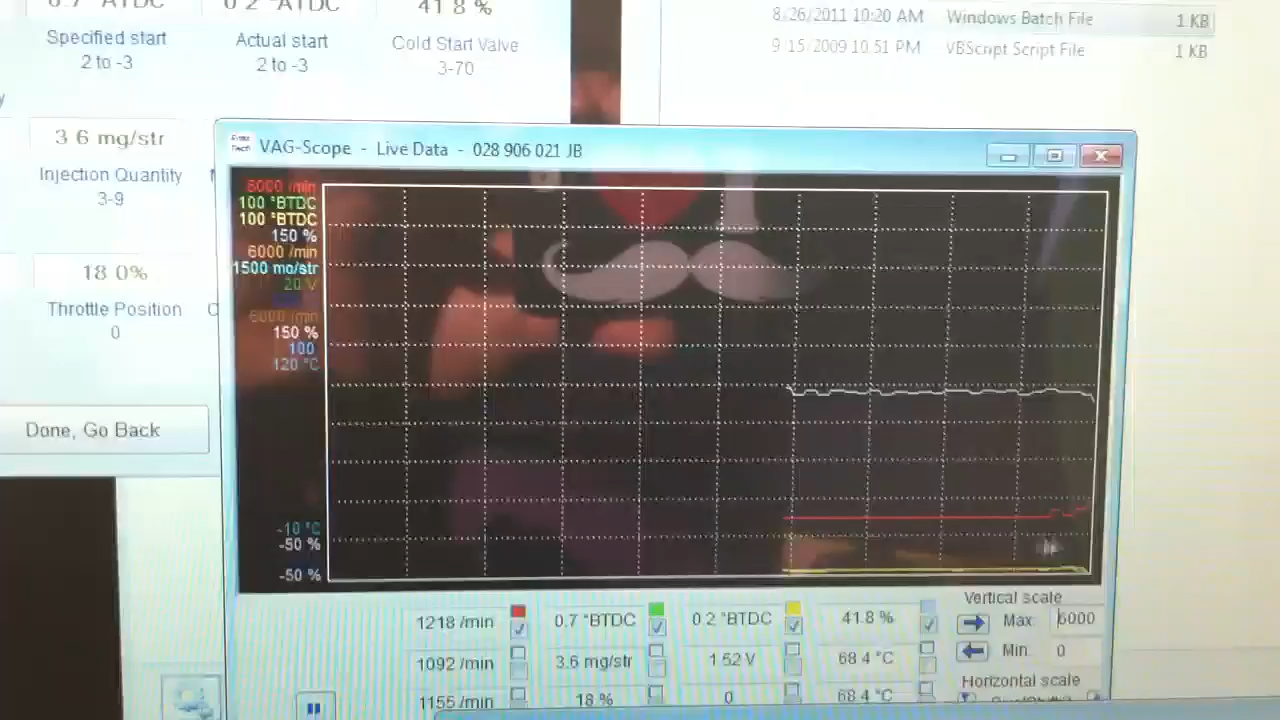 0.7 °ATDC 0 2 °ATDC 41 8 %
Specified start Actual start Cold Start Valve
2 to -3 2 to -3 3-70
8/26/2011 10:20 AM Windows Batch File 1 KB
9/15/2009 10:51 PM VBScript Script File 1 KB
3 6 mg/str
Injection Quantity
3-9
18 0%
Throttle Position
0
Done, Go Back
VAG-Scope - Live Data - 028 906 021 JB
6000 /min
100 °BTDC
100 °BTDC
150 %
6000 /min
1500 mg/str
20 V
6000 /min
150 %
100
120 °C
-10 °C
-50 %
-50 %
1218 /min 0.7 °BTDC 0 2 °BTDC 41.8 %
1092 /min 3.6 mg/str 1 52 V 68 4 °C
1155 /min 18 % 0 68 4 °C
Vertical scale
Max: 6000
Min: 0
Horizontal scale